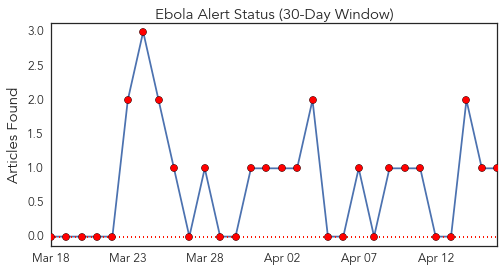 Ebola Alert Status (30-Day Window)
Articles Found
3.0
2.5
2.0
1.5
1.0
0.5
0.0
Mar 18 Mar 23 Mar 28 Apr 02 Apr 07 Apr 12